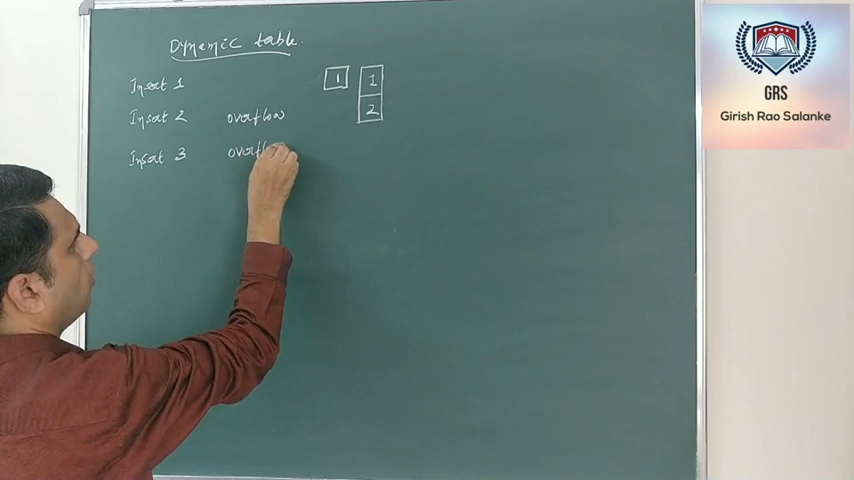 Dynamic table.
Insert 1
1
1
Insert 2 overflow
2
Insert 3
GRS
Girish Rao Salanke